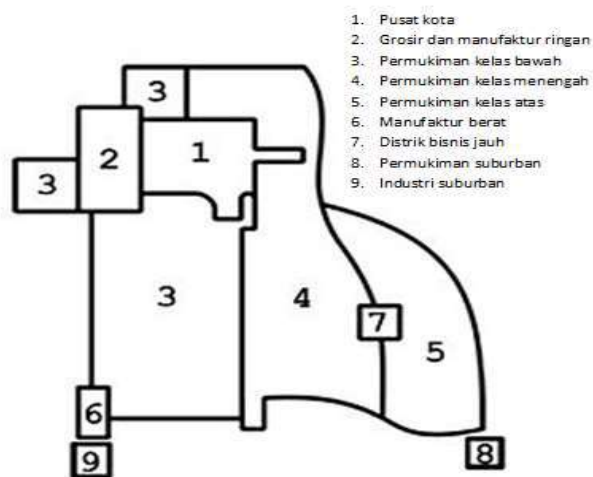 1. Pusat kota
2. Grosir dan manufaktur ringan
3. Permukiman kelas bawah
4. Permukiman kelas menengah
5. Permukiman kelas atas
6. Manufaktur berat
7. Distrik bisnis jauh
8. Permukiman suburban
9. Industri suburban
3
1
2
3
3
4
7
5
6
8
9